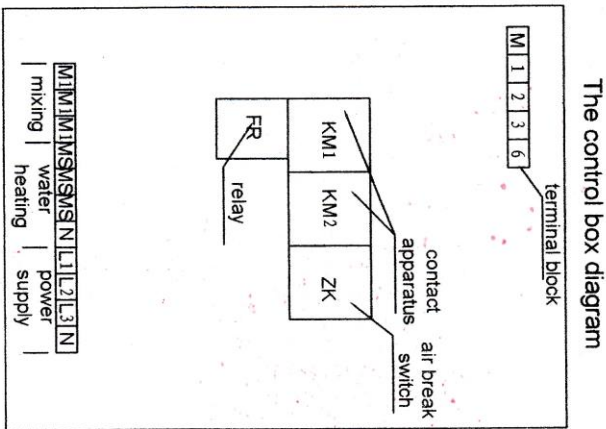 The control box diagram
M 1 2 3 6
terminal block
KM1 KM2 ZK
contact
apparatus
air break
switch
FR
relay
M1 M1 M1 MS MS MS N L1 L2 L3 N
mixing
water
heating
power
supply